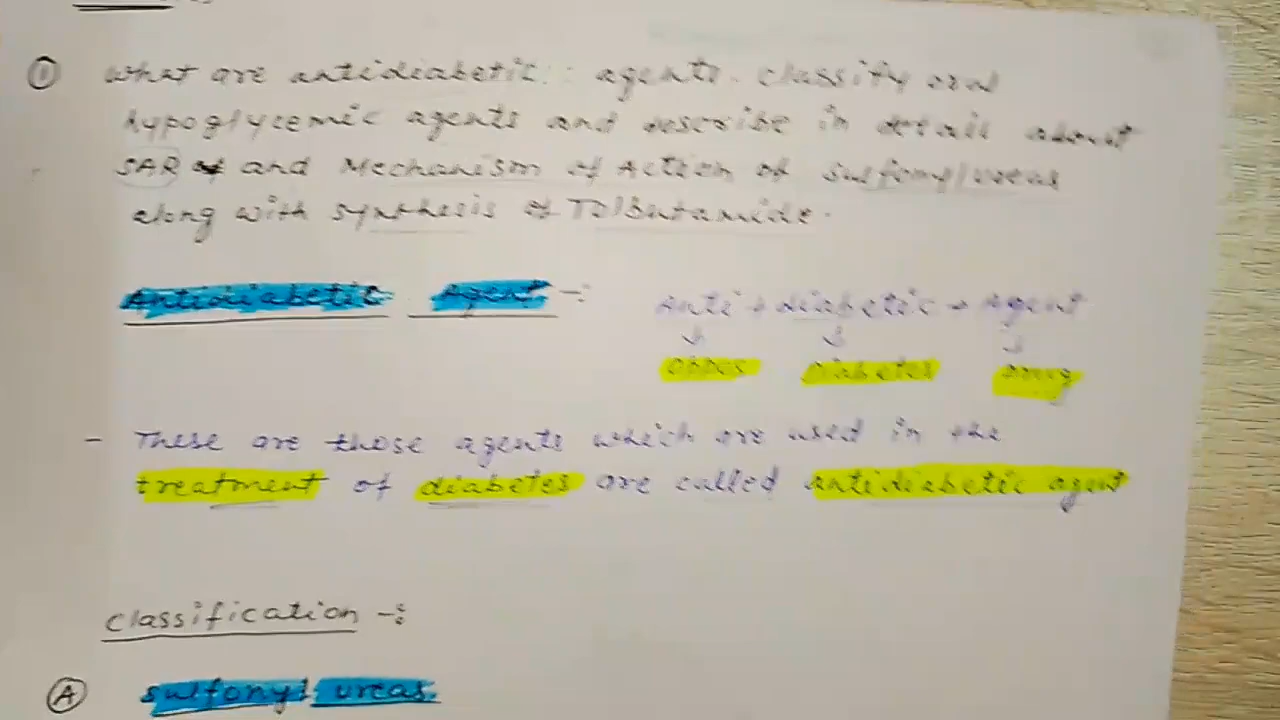 ① What are antidiabetic agents. classify oral
hypoglycemic agents and describe in detail about
SAR and Mechanism of Action of sulfonylureas
along with synthesis of Tolbutamide.
Antidiabetic Agent -: Anti + diabetic + Agent
↓ ↓ ↓
Oppos Diabetes Drug
- These are those agents which are used in the
treatment of diabetes are called antidiabetic agent
Classification -:
Ⓐ sulfonyl ureas.